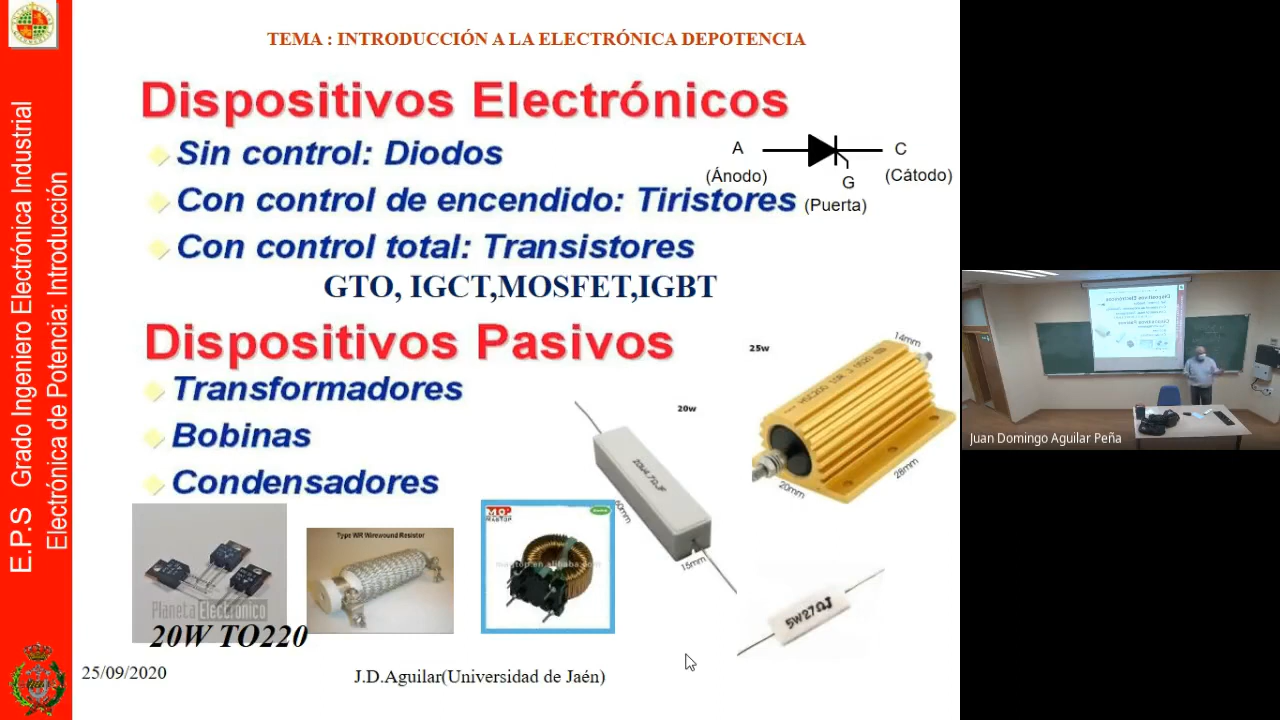 TEMA : INTRODUCCIÓN A LA ELECTRÓNICA DEPOTENCIA
E.P.S Grado Ingeniero Electrónica Industrial
Electrónica de Potencia: Introducción
Dispositivos Electrónicos
Sin control: Diodos
Con control de encendido: Tiristores
Con control total: Transistores
GTO, IGCT,MOSFET,IGBT
A
C
(Ánodo)
G
(Cátodo)
(Puerta)
Dispositivos Pasivos
Transformadores
Bobinas
Condensadores
25w
14mm
20w
28mm
20mm
60mm
15mm
5W27ΩJ
Type WR Wirewound Resistor
Planeta Electrónico
20W TO220
25/09/2020
J.D.Aguilar(Universidad de Jaén)
Juan Domingo Aguilar Peña